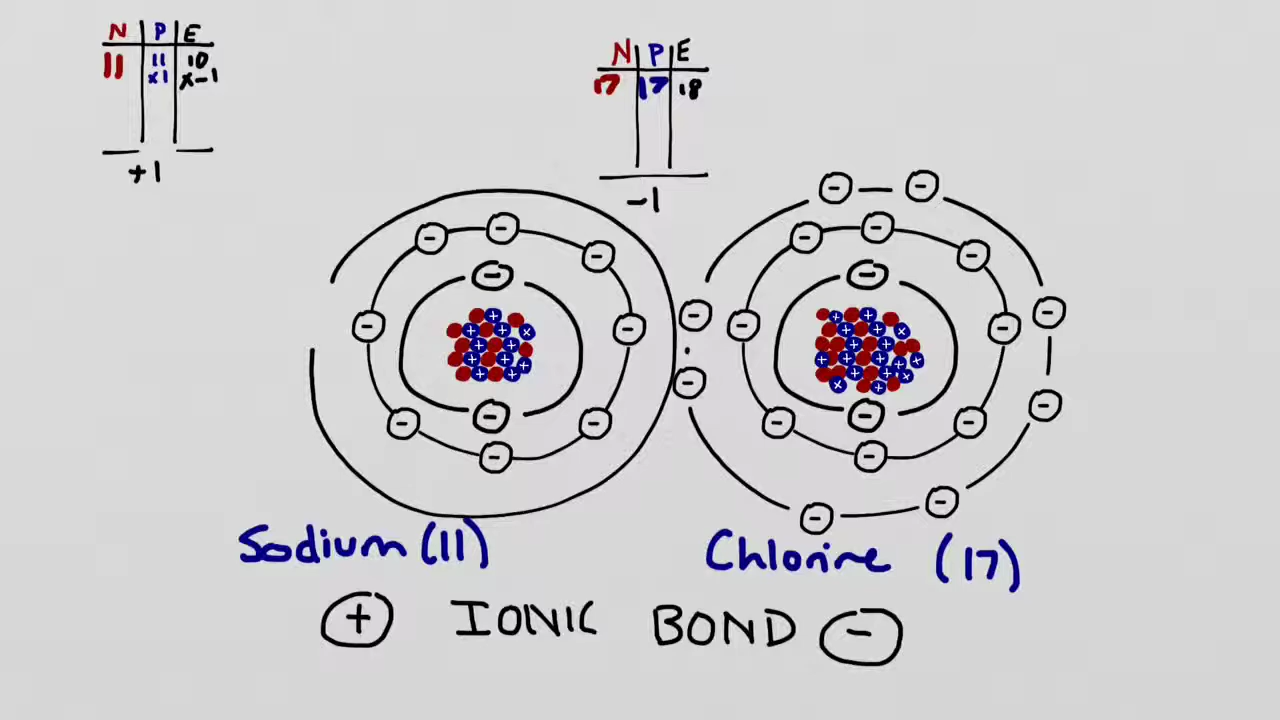 N P E
11 11 10
x1 x-1
+1
N P E
17 17 18
-1
Sodium (11)
Chlorine (17)
+ IONIC BOND -